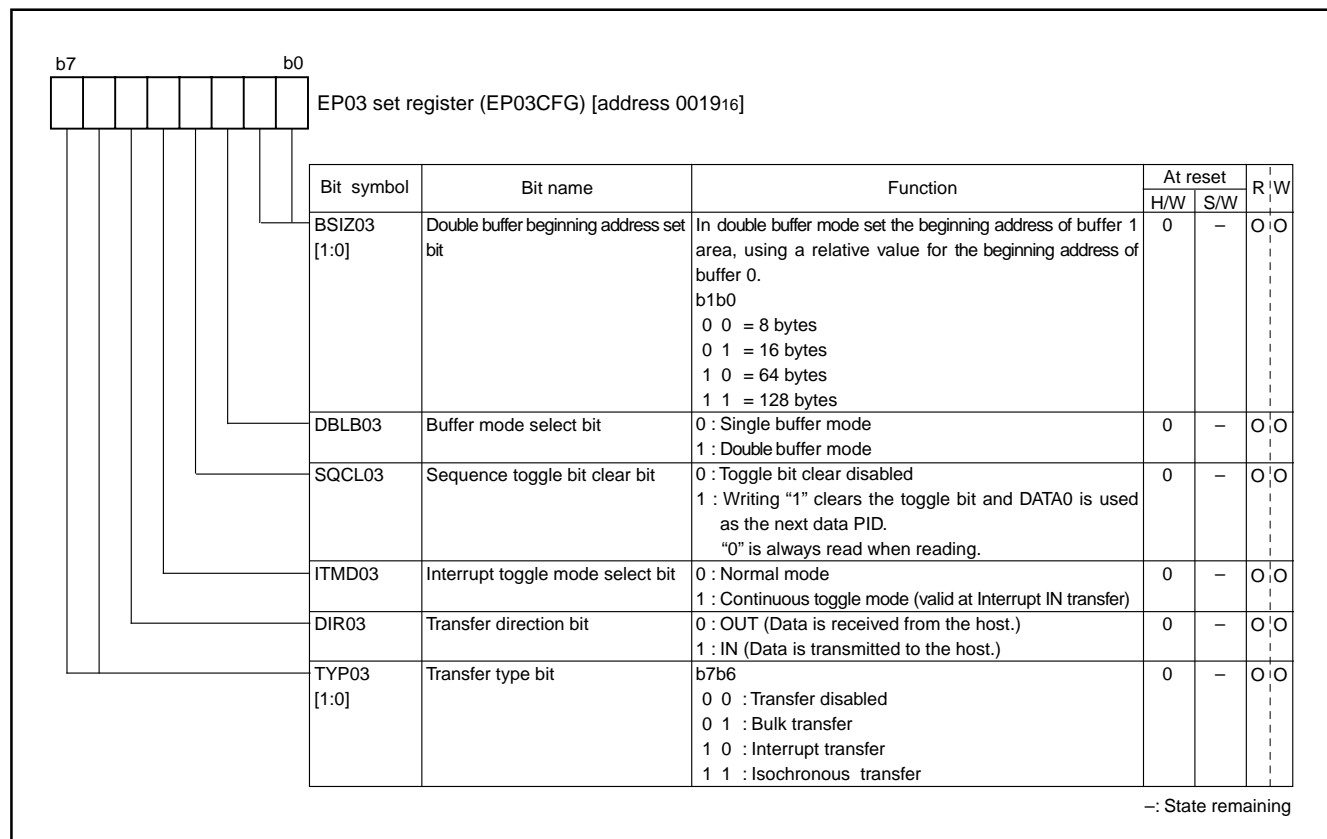 b7 b0
EP03 set register (EP03CFG) [address 001916]
Bit symbol Bit name Function At reset R W
H/W S/W
BSIZ03 Double buffer beginning address set In double buffer mode set the beginning address of buffer 1 0 – O O
[1:0] bit area, using a relative value for the beginning address of
buffer 0.
b1b0
0 0 = 8 bytes
0 1 = 16 bytes
1 0 = 64 bytes
1 1 = 128 bytes
DBLB03 Buffer mode select bit 0 : Single buffer mode 0 – O O
1 : Double buffer mode
SQCL03 Sequence toggle bit clear bit 0 : Toggle bit clear disabled 0 – O O
1 : Writing “1” clears the toggle bit and DATA0 is used
as the next data PID.
“0” is always read when reading.
ITMD03 Interrupt toggle mode select bit 0 : Normal mode 0 – O O
1 : Continuous toggle mode (valid at Interrupt IN transfer)
DIR03 Transfer direction bit 0 : OUT (Data is received from the host.) 0 – O O
1 : IN (Data is transmitted to the host.)
TYP03 Transfer type bit b7b6 0 – O O
[1:0] 0 0 : Transfer disabled
0 1 : Bulk transfer
1 0 : Interrupt transfer
1 1 : Isochronous transfer
–: State remaining